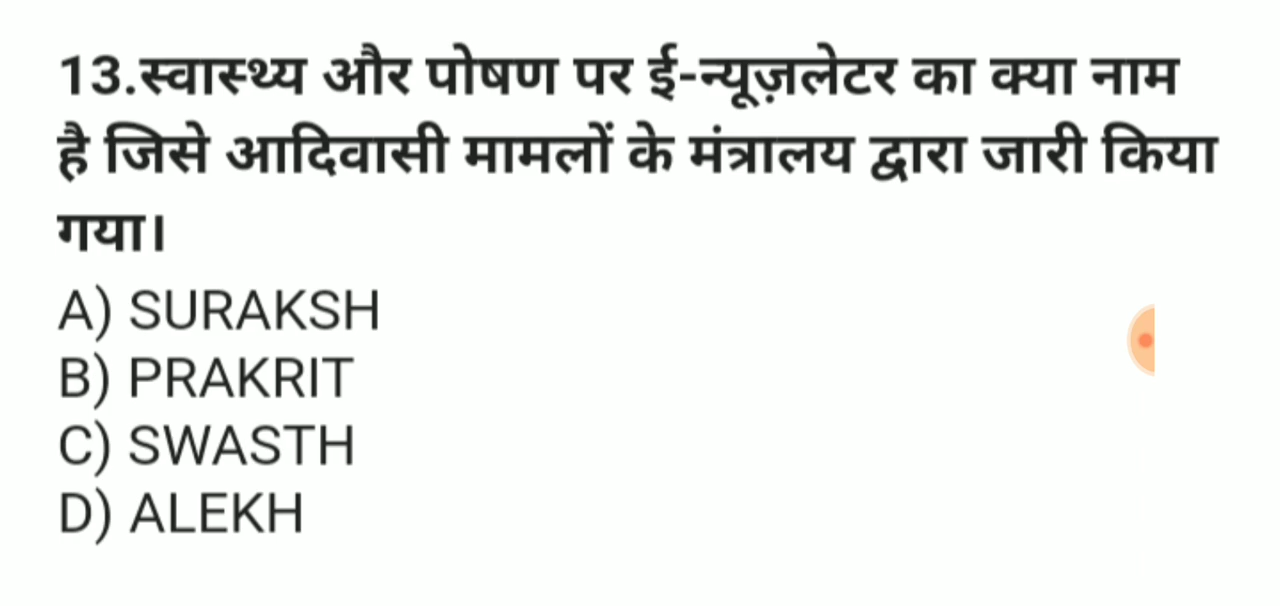 13.स्वास्थ्य और पोषण पर ई-न्यूज़लेटर का क्या नाम
है जिसे आदिवासी मामलों के मंत्रालय द्वारा जारी किया
गया।
A) SURAKSH
B) PRAKRIT
C) SWASTH
D) ALEKH